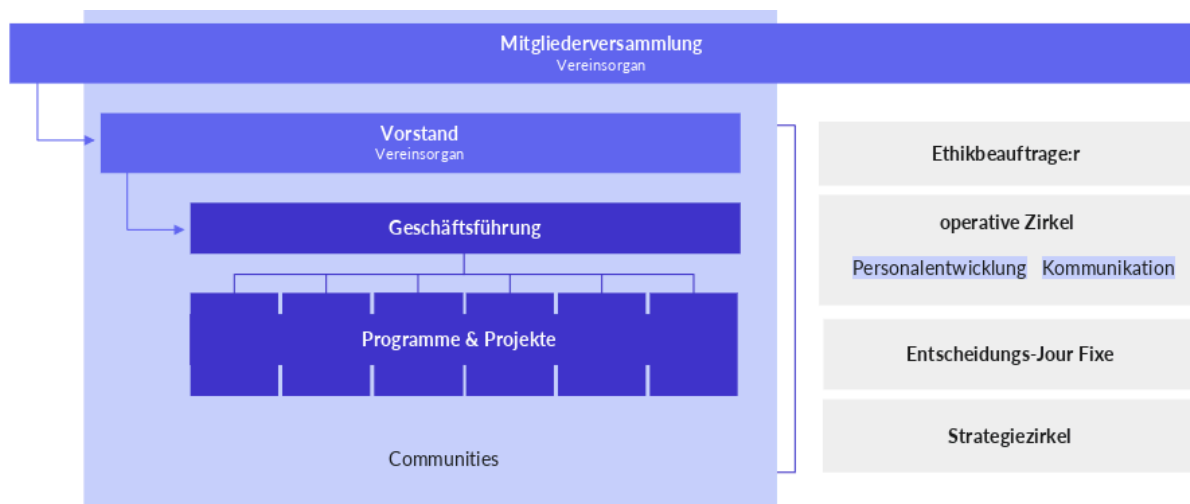 Mitgliederversammlung
Vereinsorgan
Vorstand
Vereinsorgan
Geschäftsführung
Programme & Projekte
Communities
Ethikbeauftrage:r
operative Zirkel
Personalentwicklung Kommunikation
Entscheidungs-Jour Fixe
Strategiezirkel